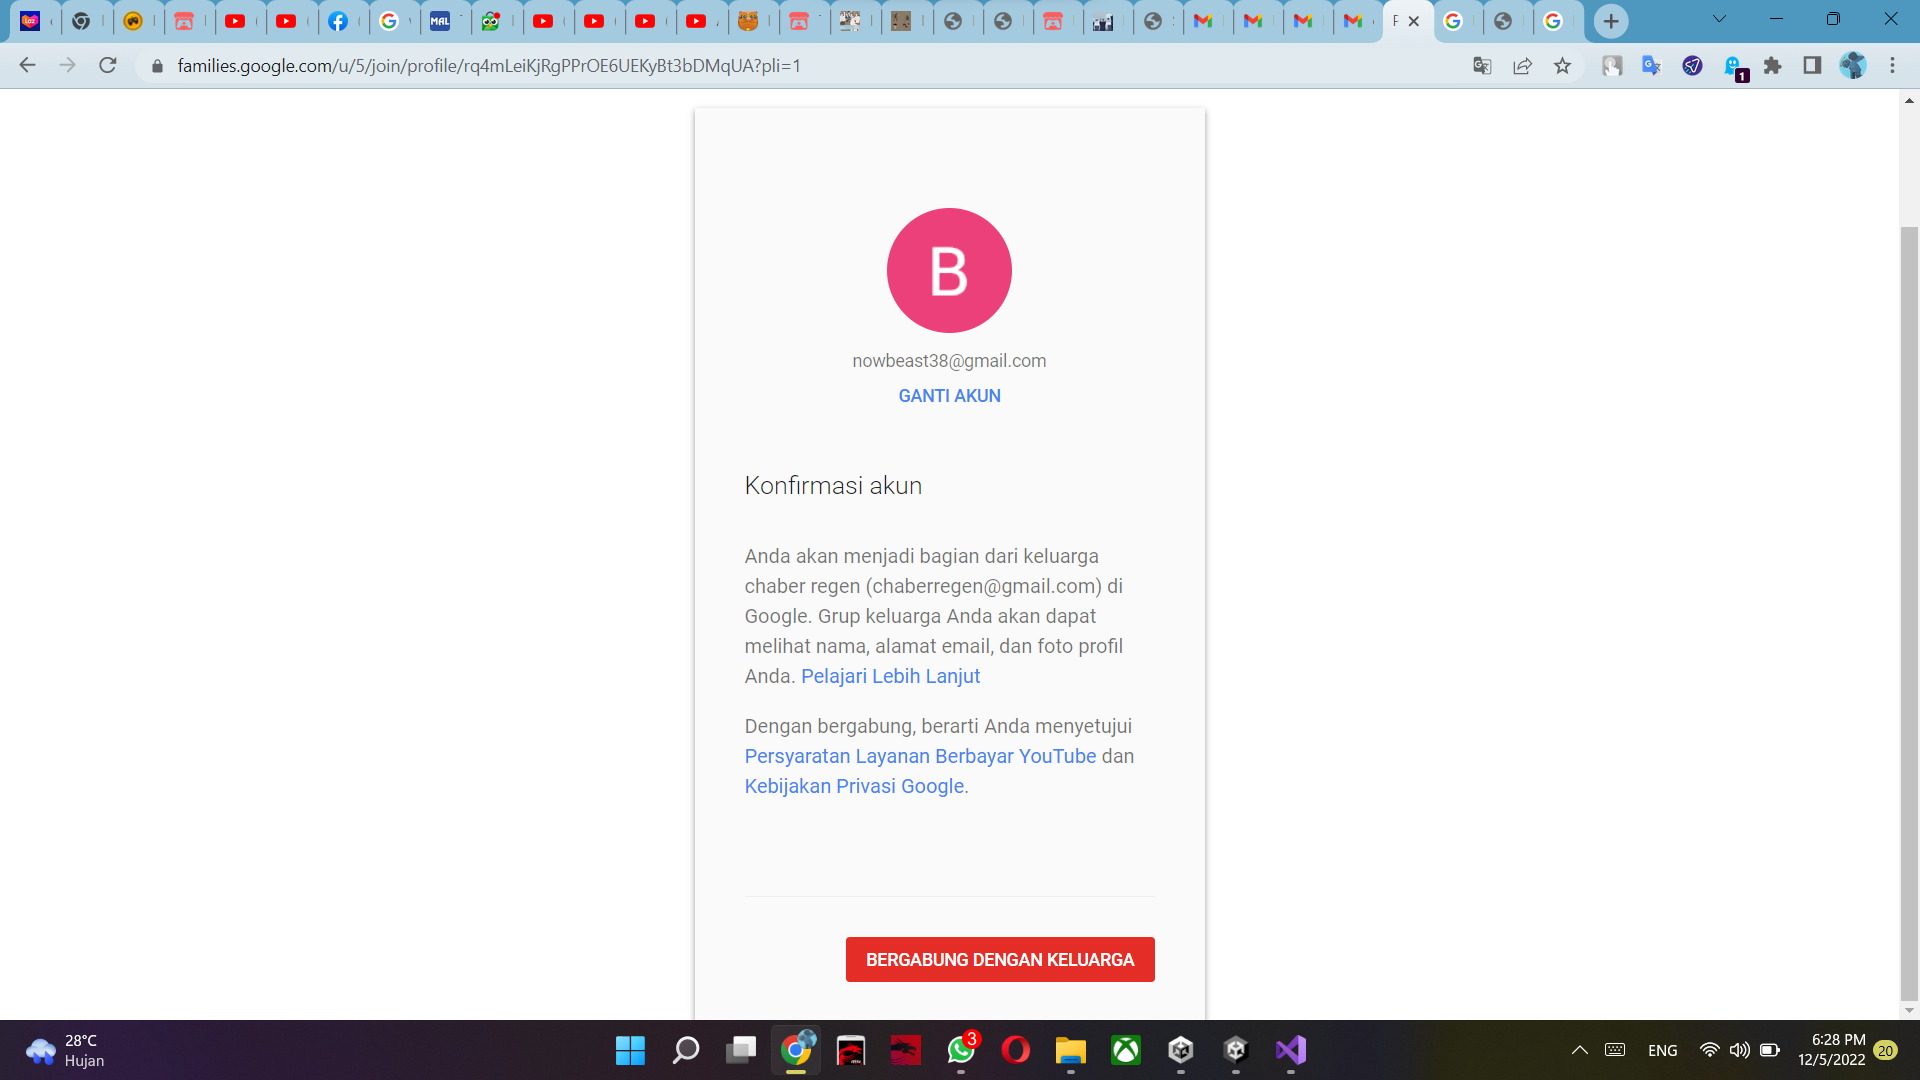 families.google.com/u/5/join/profile/rq4mLeiKjRgPPrOE6UEKyBt3bDMqUA?pli=1
1
B
nowbeast38@gmail.com
GANTI AKUN
Konfirmasi akun
Anda akan menjadi bagian dari keluarga
chaber regen (chaberregen@gmail.com) di
Google. Grup keluarga Anda akan dapat
melihat nama, alamat email, dan foto profil
Anda. Pelajari Lebih Lanjut
Dengan bergabung, berarti Anda menyetujui
Persyaratan Layanan Berbayar YouTube dan
Kebijakan Privasi Google.
BERGABUNG DENGAN KELUARGA
28°C
Hujan
3
ENG
6:28 PM
12/5/2022
20